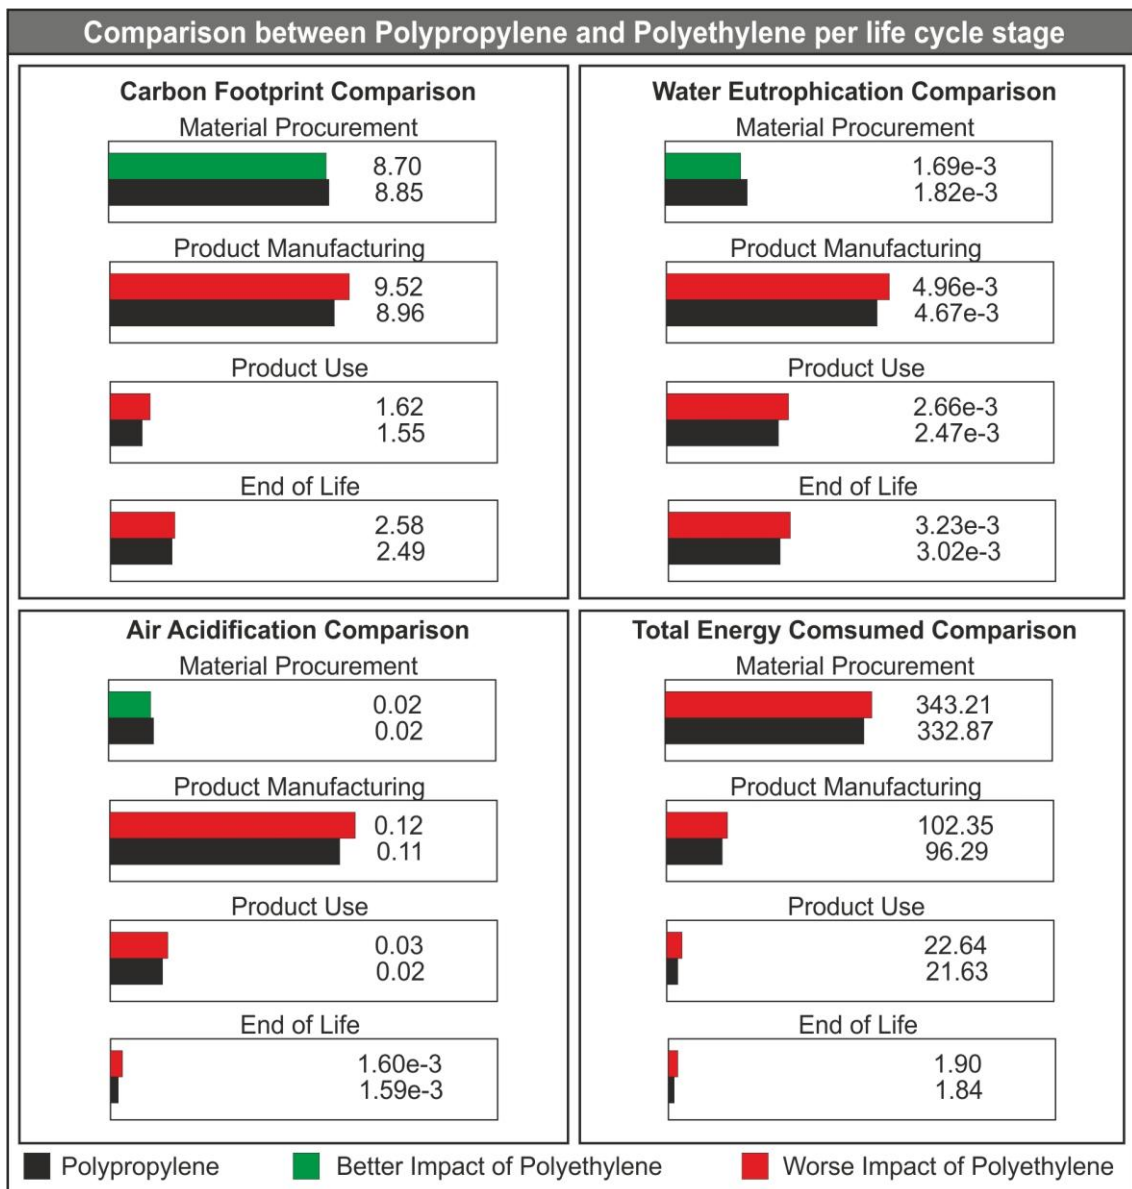 Comparison between Polypropylene and Polyethylene per life cycle stage
Carbon Footprint Comparison
Material Procurement
8.70
8.85
Product Manufacturing
9.52
8.96
Product Use
1.62
1.55
End of Life
2.58
2.49
Water Eutrophication Comparison
Material Procurement
1.69e-3
1.82e-3
Product Manufacturing
4.96e-3
4.67e-3
Product Use
2.66e-3
2.47e-3
End of Life
3.23e-3
3.02e-3
Air Acidification Comparison
Material Procurement
0.02
0.02
Product Manufacturing
0.12
0.11
Product Use
0.03
0.02
End of Life
1.60e-3
1.59e-3
Total Energy Comsumed Comparison
Material Procurement
343.21
332.87
Product Manufacturing
102.35
96.29
Product Use
22.64
21.63
End of Life
1.90
1.84
Polypropylene
Better Impact of Polyethylene
Worse Impact of Polyethylene